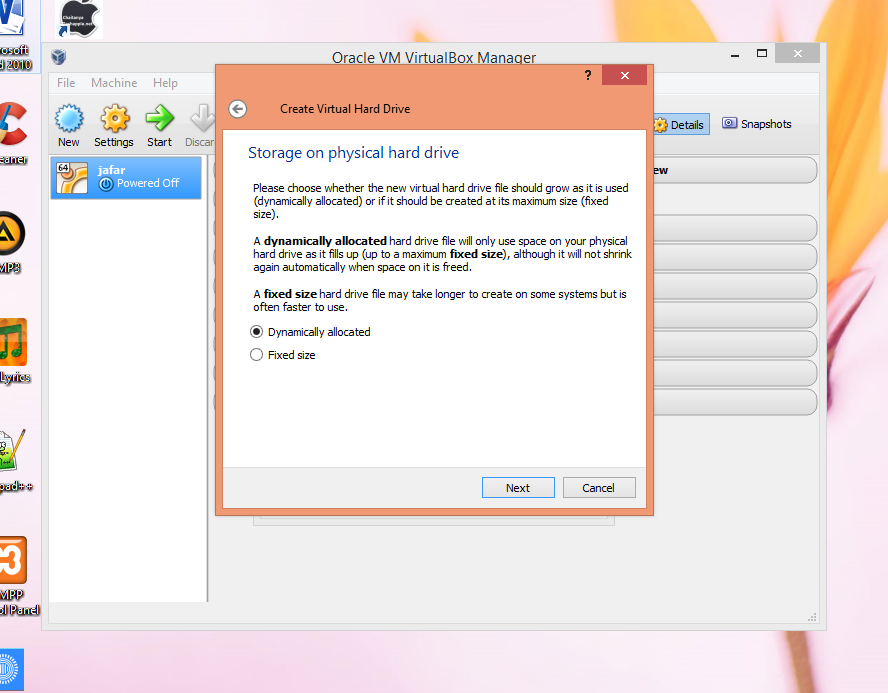 Chaitanya
Oracle VM VirtualBox Manager
File Machine Help
?
Create Virtual Hard Drive
New Settings Start Discar
Details Snapshots
64
jafar
Powered Off
ew
Storage on physical hard drive
Please choose whether the new virtual hard drive file should grow as it is used
(dynamically allocated) or if it should be created at its maximum size (fixed
size).
A dynamically allocated hard drive file will only use space on your physical
hard drive as it fills up (up to a maximum fixed size), although it will not shrink
again automatically when space on it is freed.
A fixed size hard drive file may take longer to create on some systems but is
often faster to use.
Dynamically allocated
Fixed size
Next Cancel
rosoft
d 2010
eaner
MP3
Lyrics
pad++
MPP
ol Panel